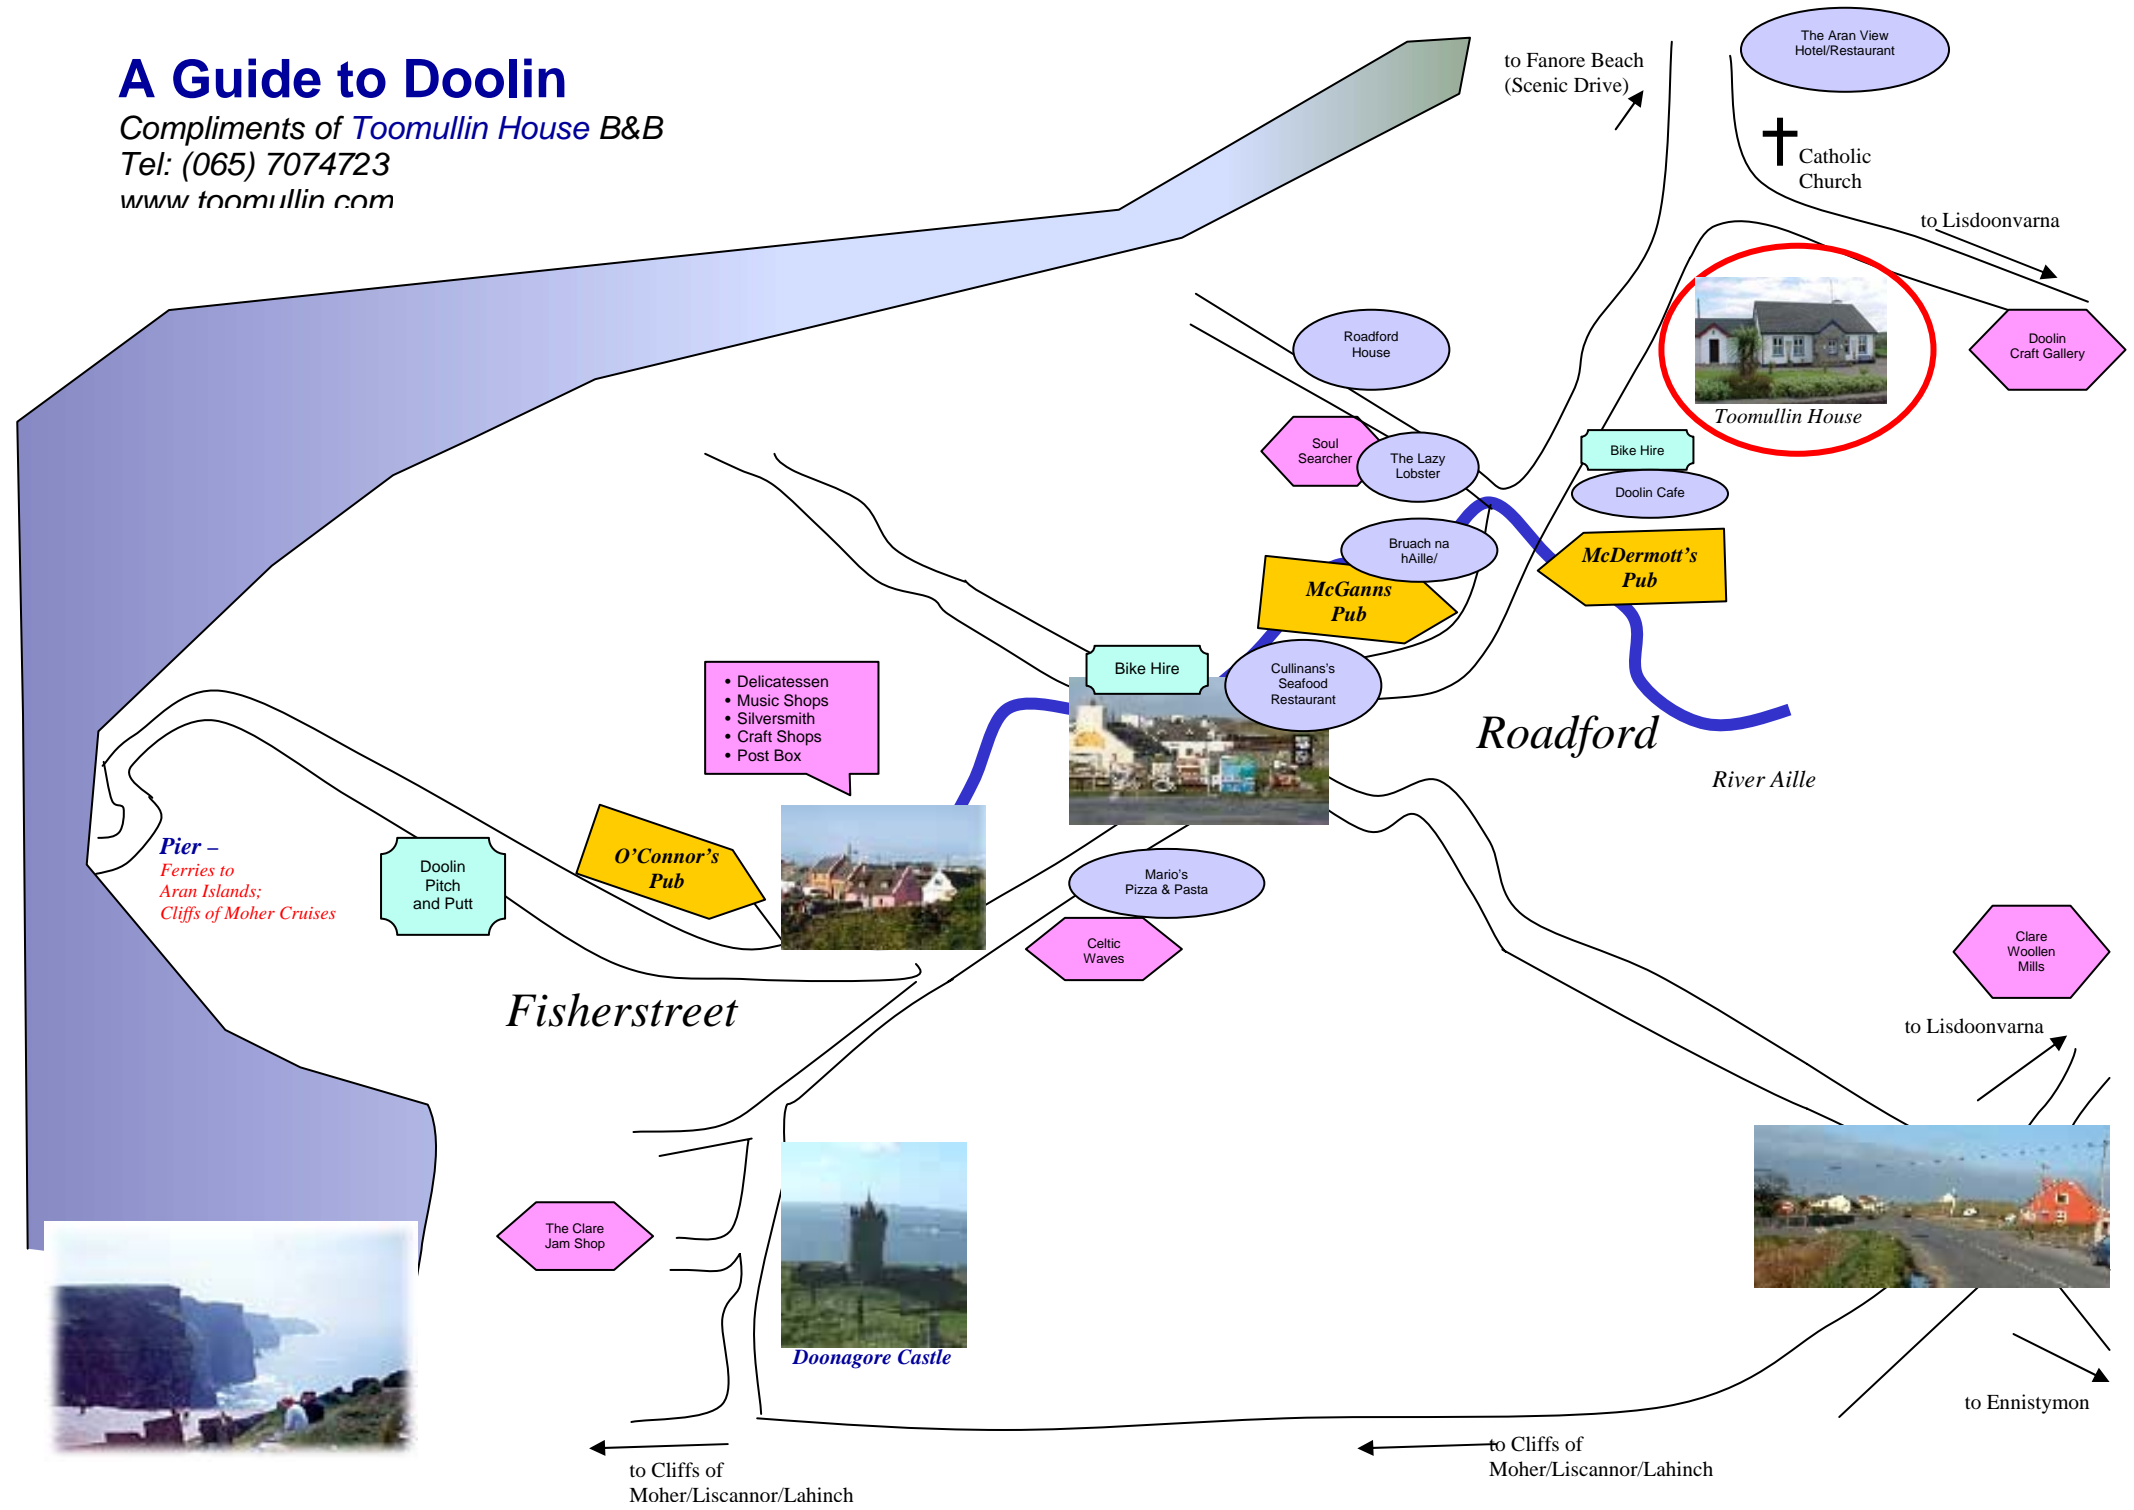 A Guide to Doolin
Compliments of Toomullin House B&B
Tel: (065) 7074723
www.toomullin.com
to Fanore Beach
(Scenic Drive)
The Aran View
Hotel/Restaurant
Catholic
Church
to Lisdoonvarna
Roadford
House
Toomullin House
Doolin
Craft Gallery
Soul
Searcher
The Lazy
Lobster
Bike Hire
Doolin Cafe
Bruach na
hAille/
McGanns
Pub
McDermott's
Pub
Bike Hire
Cullinans's
Seafood
Restaurant
• Delicatessen
• Music Shops
• Silversmith
• Craft Shops
• Post Box
Roadford
River Aille
Pier –
Ferries to
Aran Islands;
Cliffs of Moher Cruises
Doolin
Pitch
and Putt
O'Connor's
Pub
Mario's
Pizza & Pasta
Celtic
Waves
Fisherstreet
Clare
Woollen
Mills
to Lisdoonvarna
The Clare
Jam Shop
Doonagore Castle
to Ennistymon
to Cliffs of
Moher/Liscannor/Lahinch
to Cliffs of
Moher/Liscannor/Lahinch